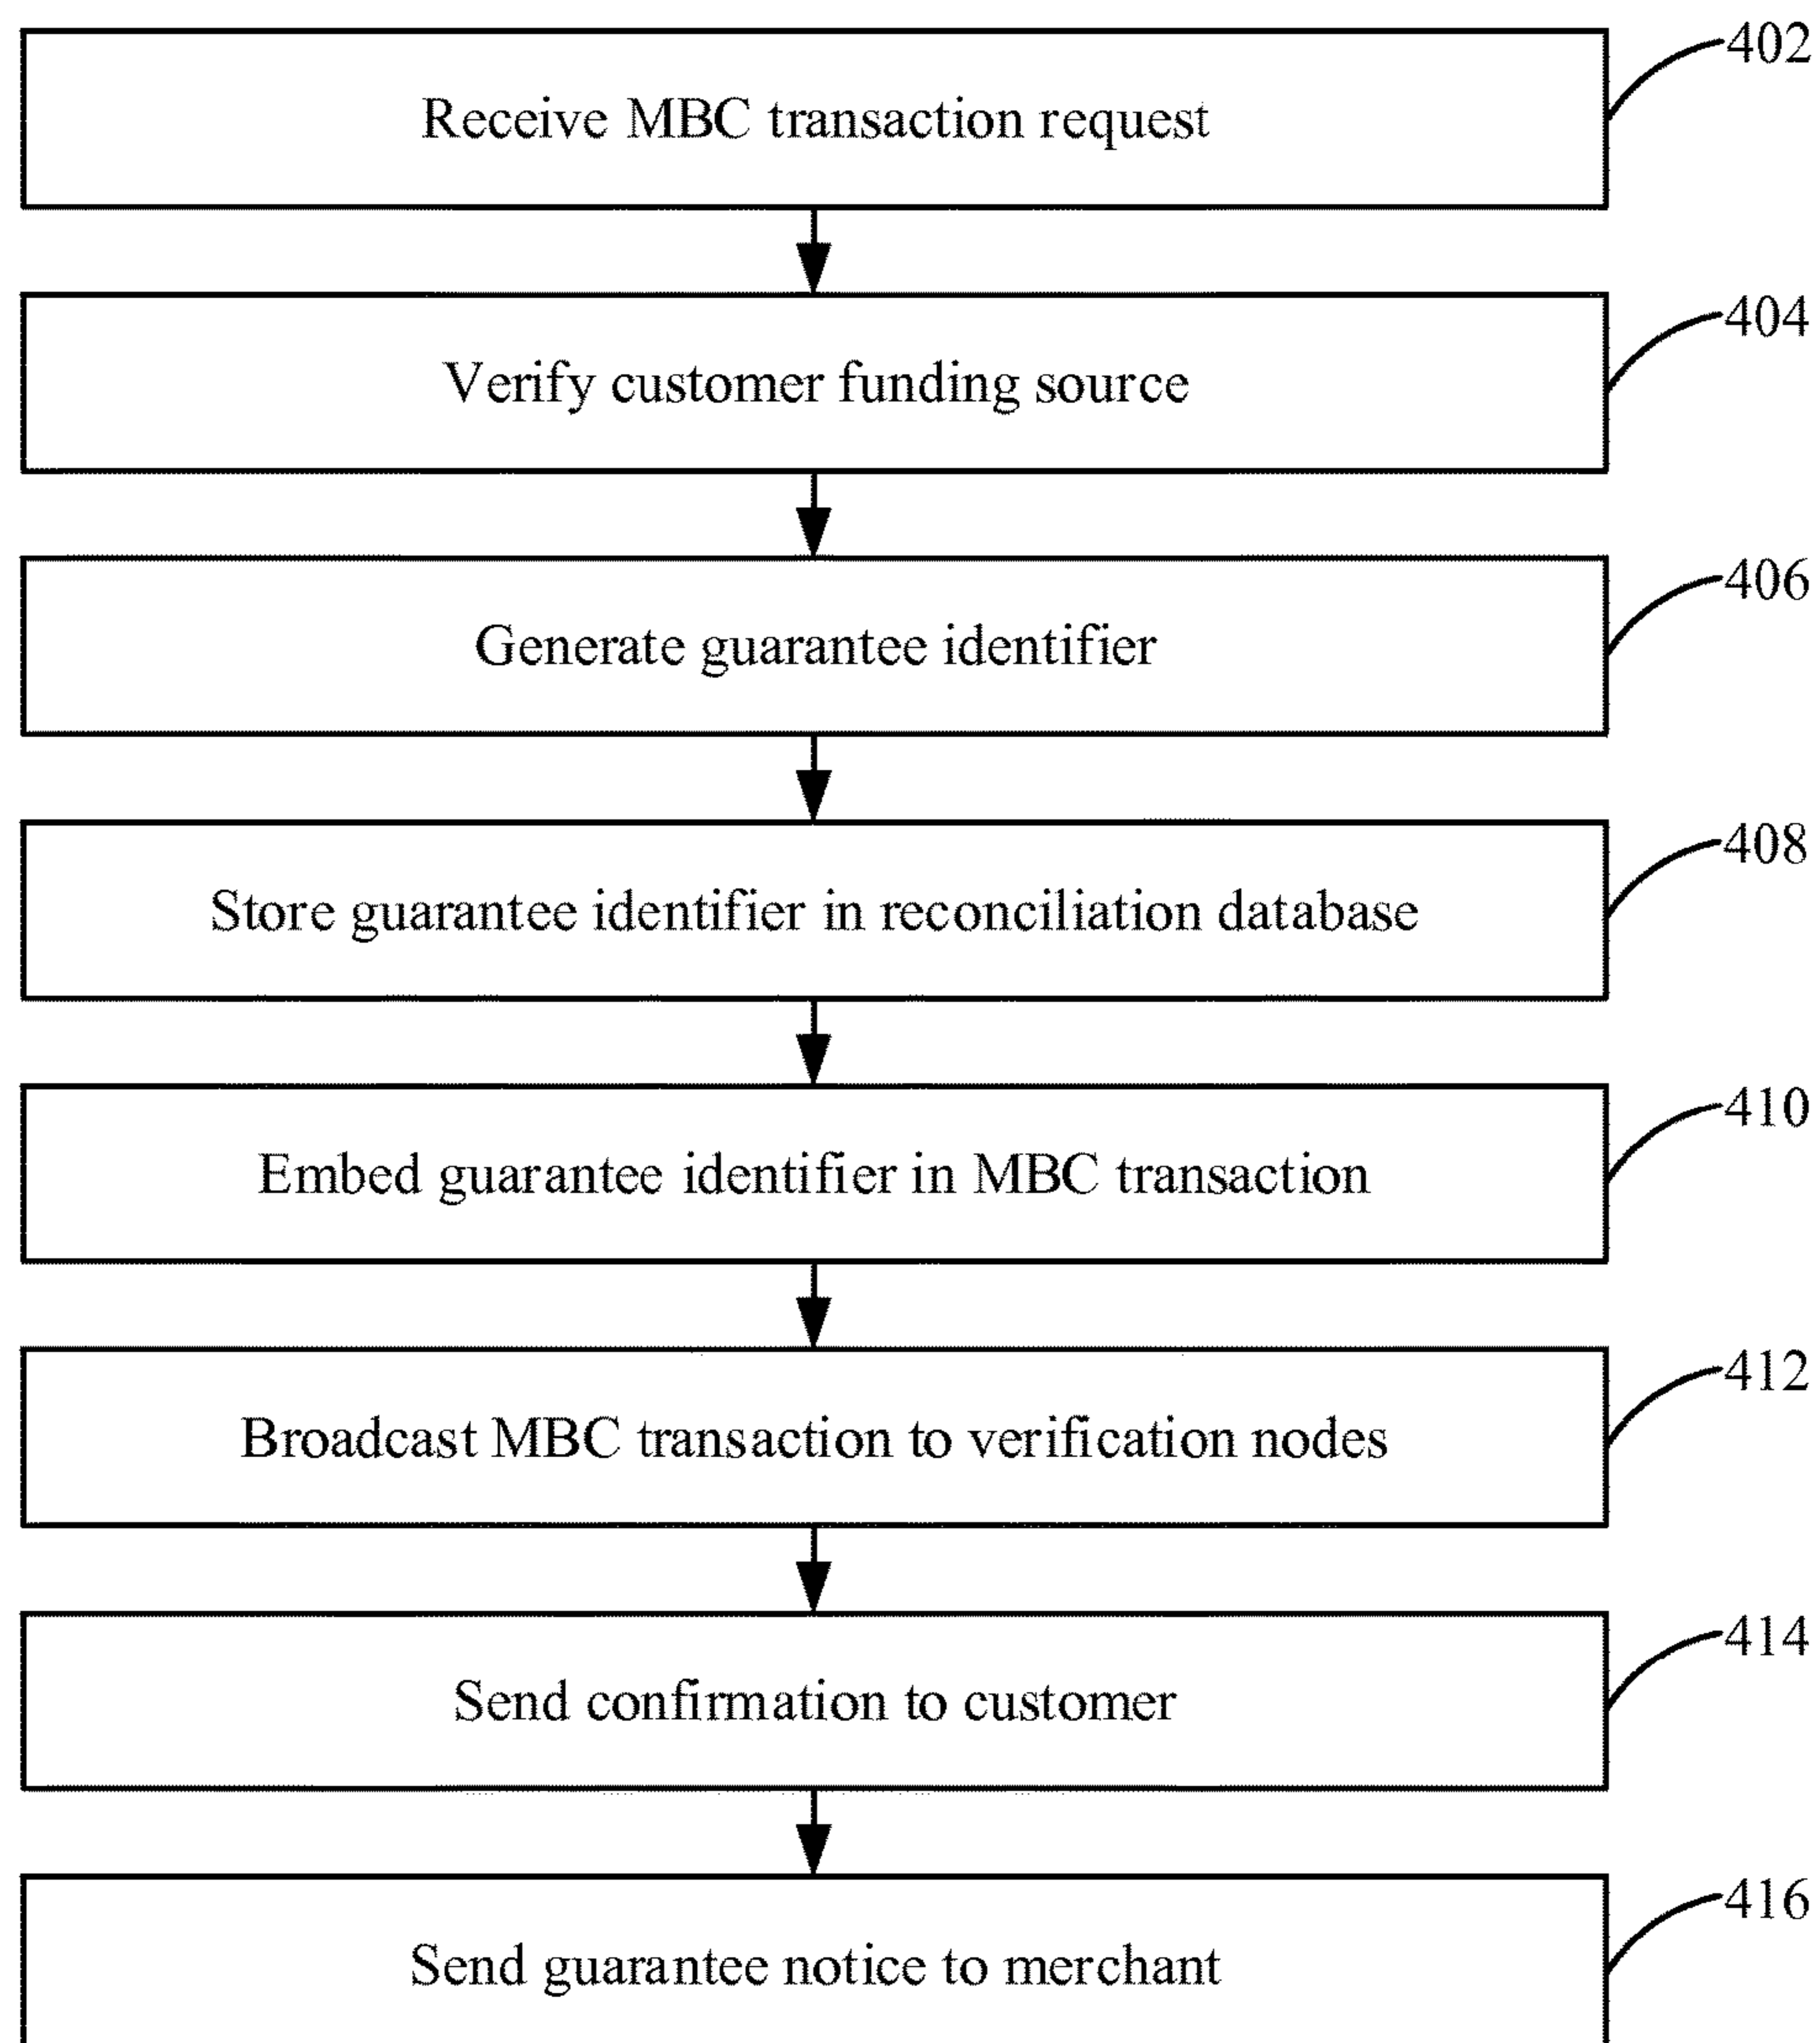 402
Receive MBC transaction request
404
Verify customer funding source
406
Generate guarantee identifier
408
Store guarantee identifier in reconciliation database
410
Embed guarantee identifier in MBC transaction
412
Broadcast MBC transaction to verification nodes
414
Send confirmation to customer
416
Send guarantee notice to merchant